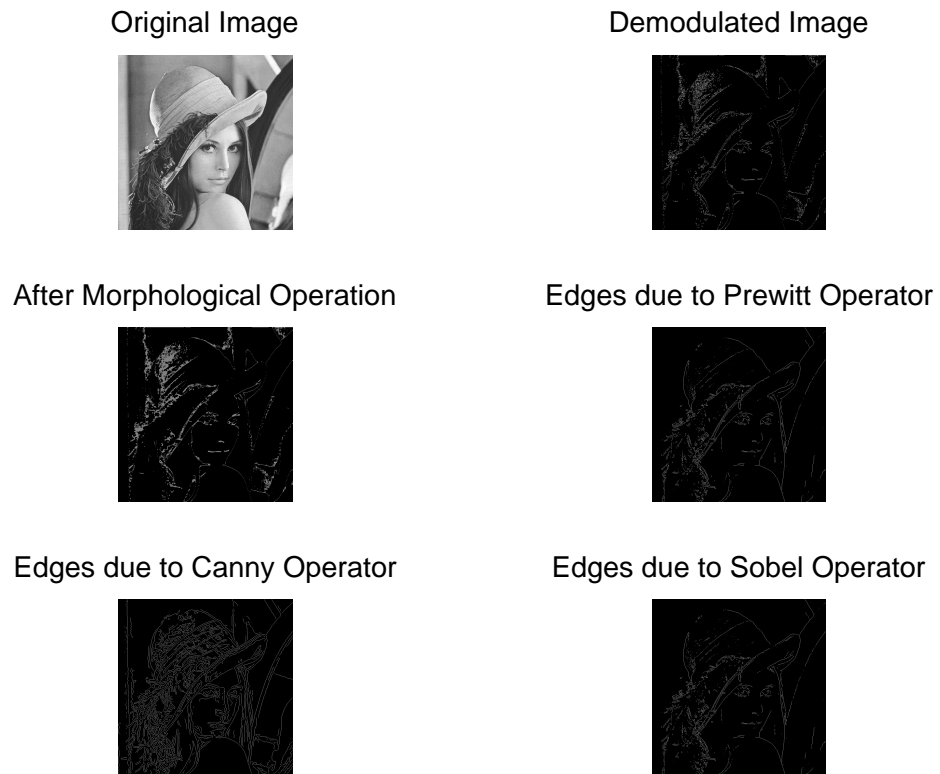 Original Image
Demodulated Image
After Morphological Operation
Edges due to Prewitt Operator
Edges due to Canny Operator
Edges due to Sobel Operator